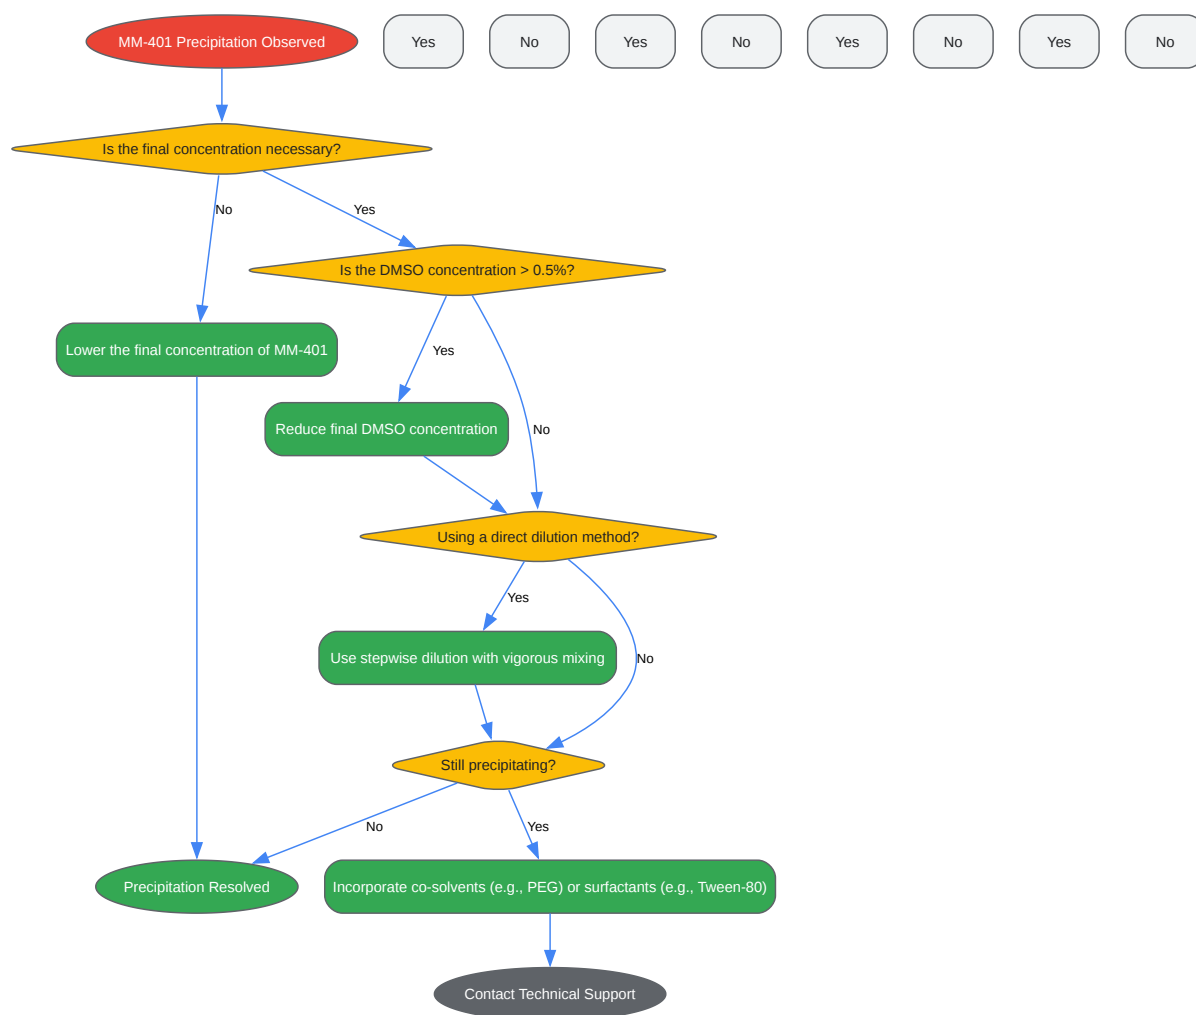 MM-401 Precipitation Observed
Yes
No
Yes
No
Yes
No
Yes
No
Is the final concentration necessary?
No
Yes
Is the DMSO concentration > 0.5%?
Lower the final concentration of MM-401
Yes
Reduce final DMSO concentration
No
Using a direct dilution method?
Yes
Use stepwise dilution with vigorous mixing
No
Still precipitating?
No
Yes
Precipitation Resolved
Incorporate co-solvents (e.g., PEG) or surfactants (e.g., Tween-80)
Contact Technical Support